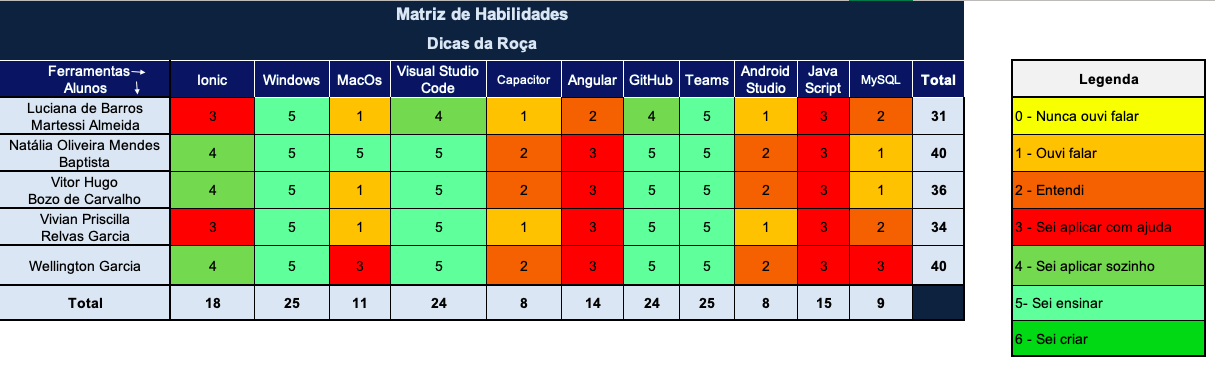 Matriz de Habilidades
Dicas da Roça
Ferramentas→ Ionic Windows MacOs Visual Studio Capacitor Angular GitHub Teams Android Java MySQL Total
Alunos ↓ Code Studio Script
Luciana de Barros
Martessi Almeida 3 5 1 4 1 2 4 5 1 3 2 31
Natália Oliveira Mendes
Baptista 4 5 5 5 2 3 5 5 2 3 1 40
Vitor Hugo
Bozo de Carvalho 4 5 1 5 2 3 5 5 2 3 1 36
Vivian Priscilla
Relvas Garcia 3 5 1 5 1 3 5 5 1 3 2 34
Wellington Garcia 4 5 3 5 2 3 5 5 2 3 3 40
Total 18 25 11 24 8 14 24 25 8 15 9
Legenda
0 - Nunca ouvi falar
1 - Ouvi falar
2 - Entendi
3 - Sei aplicar com ajuda
4 - Sei aplicar sozinho
5- Sei ensinar
6 - Sei criar